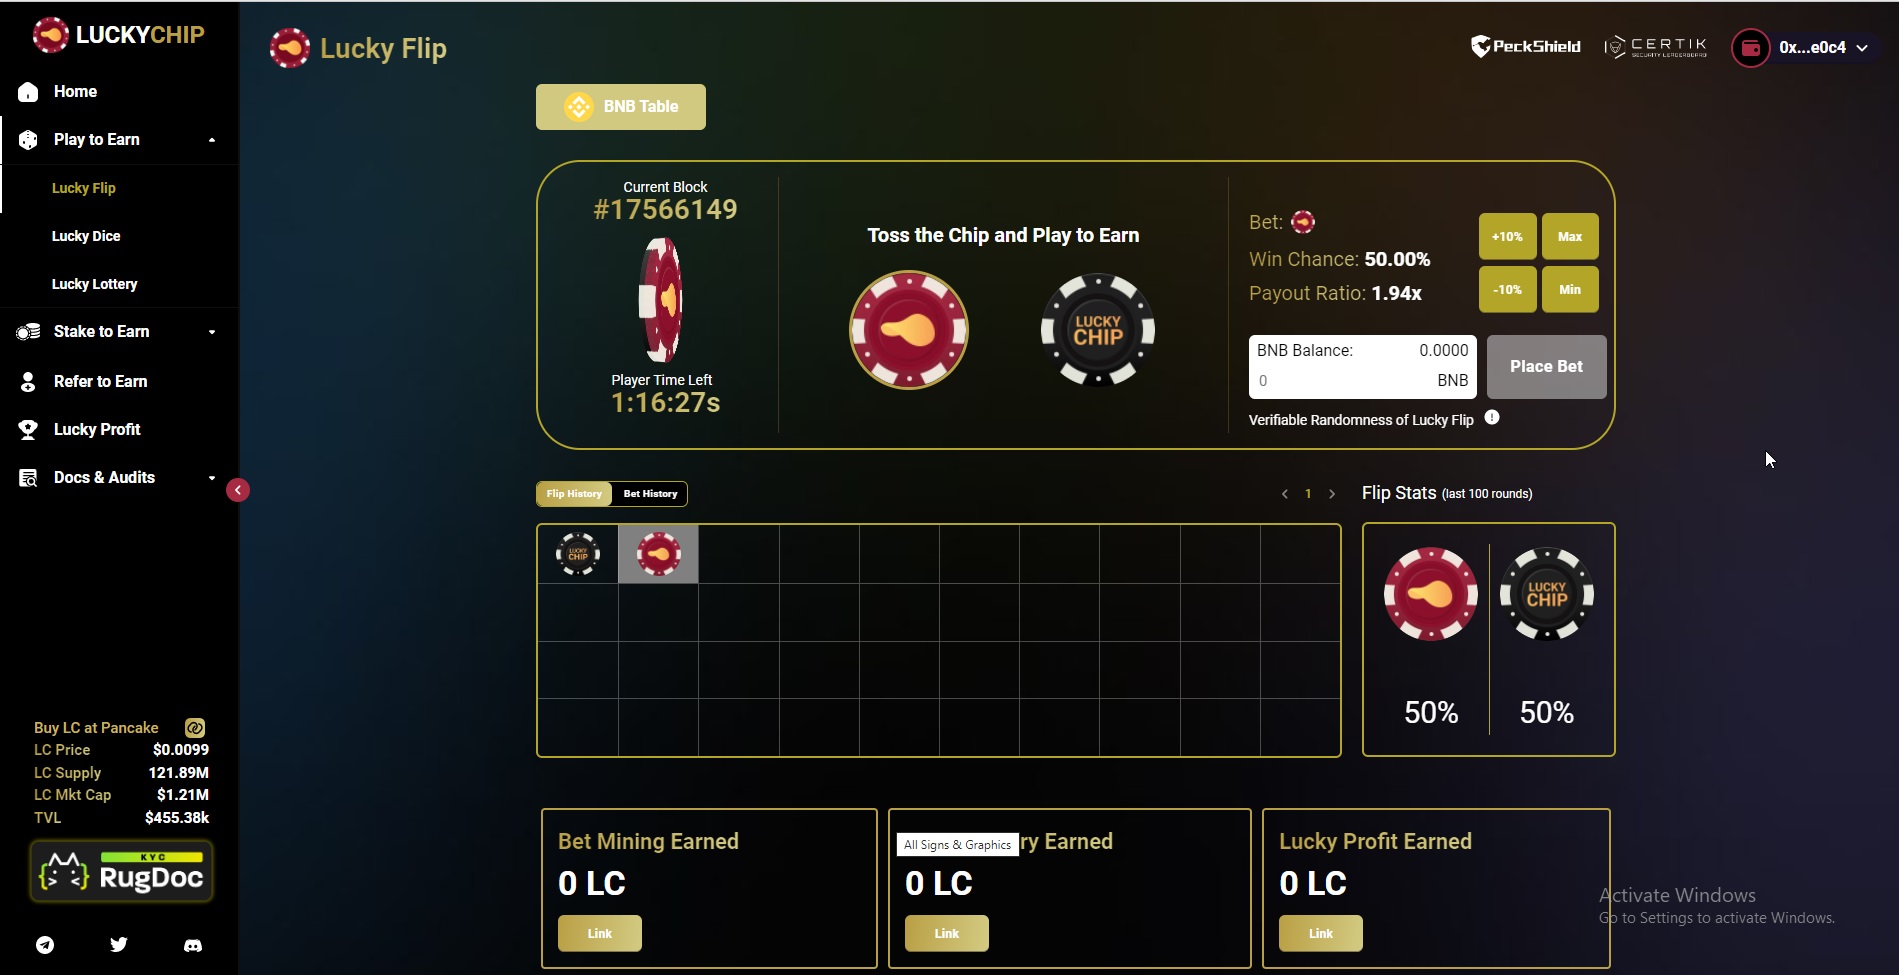 LUCKYCHIP
Home
Play to Earn
Lucky Flip
Lucky Dice
Lucky Lottery
Stake to Earn
Refer to Earn
Lucky Profit
Docs & Audits
Buy LC at Pancake
LC Price $0.0099
LC Supply 121.89M
LC Mkt Cap $1.21M
TVL $455.38k
KYC
RugDoc
Lucky Flip
PeckShield
CERTIK
SECURITY LEADERBOARD
0x...e0c4
BNB Table
Current Block
#17566149
Player Time Left
1:16:27s
Toss the Chip and Play to Earn
LUCKY
CHIP
Bet:
Win Chance: 50.00%
Payout Ratio: 1.94x
+10% Max
-10% Min
BNB Balance: 0.0000
0 BNB
Place Bet
Verifiable Randomness of Lucky Flip !
Flip History Bet History
< 1 >
LUCKY
CHIP
Flip Stats (last 100 rounds)
LUCKY
CHIP
50% 50%
Bet Mining Earned
0 LC
Link
All Signs & Graphics ry Earned
0 LC
Link
Lucky Profit Earned
0 LC
Link
Activate Windows
Go to Settings to activate Windows.